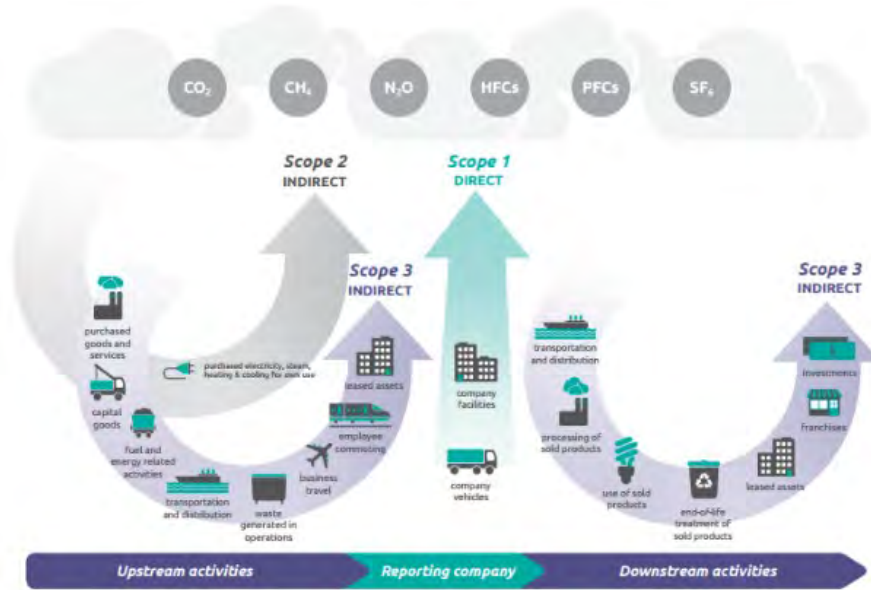 CO₂
CH₄
N₂O
HFCs
PFCs
SF₆
Scope 2
INDIRECT
Scope 1
DIRECT
Scope 3
INDIRECT
Scope 3
INDIRECT
purchased
goods and
services
capital
goods
fuel and
energy related
activities
transportation
and distribution
waste
generated in
operations
business
travel
employee
commuting
leased assets
purchased electricity, steam,
heating & cooling for own use
company
facilities
company
vehicles
transportation
and distribution
processing of
sold products
use of sold
products
end-of-life
treatment of
sold products
leased assets
franchises
investments
Upstream activities
Reporting company
Downstream activities